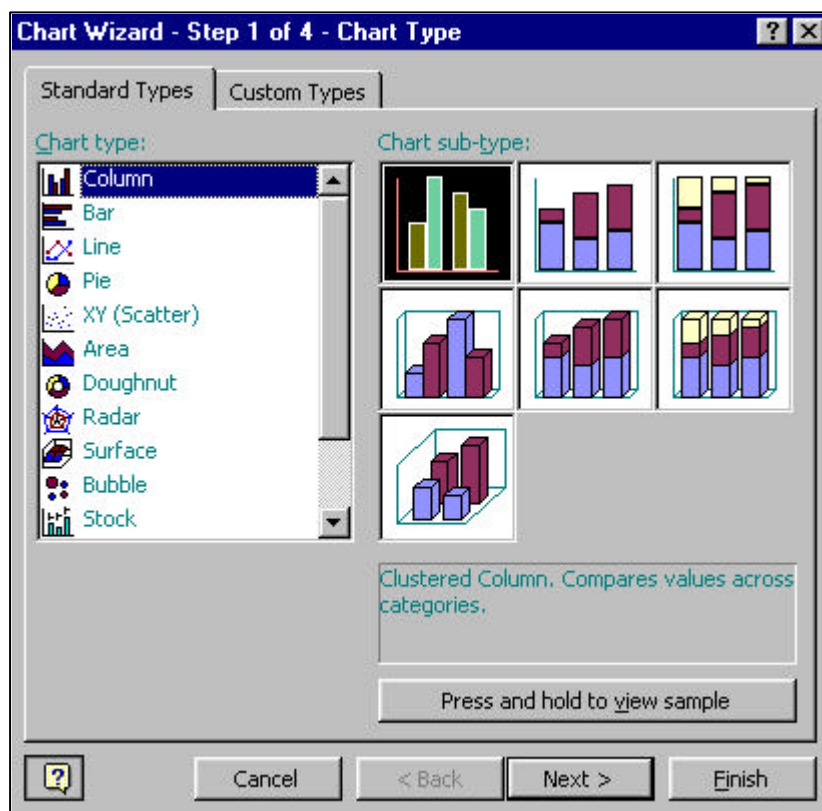 Chart Wizard - Step 1 of 4 - Chart Type
Standard Types
Custom Types
Chart type:
Column
Bar
Line
Pie
XY (Scatter)
Area
Doughnut
Radar
Surface
Bubble
Stock
Chart sub-type:
Clustered Column. Compares values across
categories.
Press and hold to view sample
Cancel
< Back
Next >
Finish